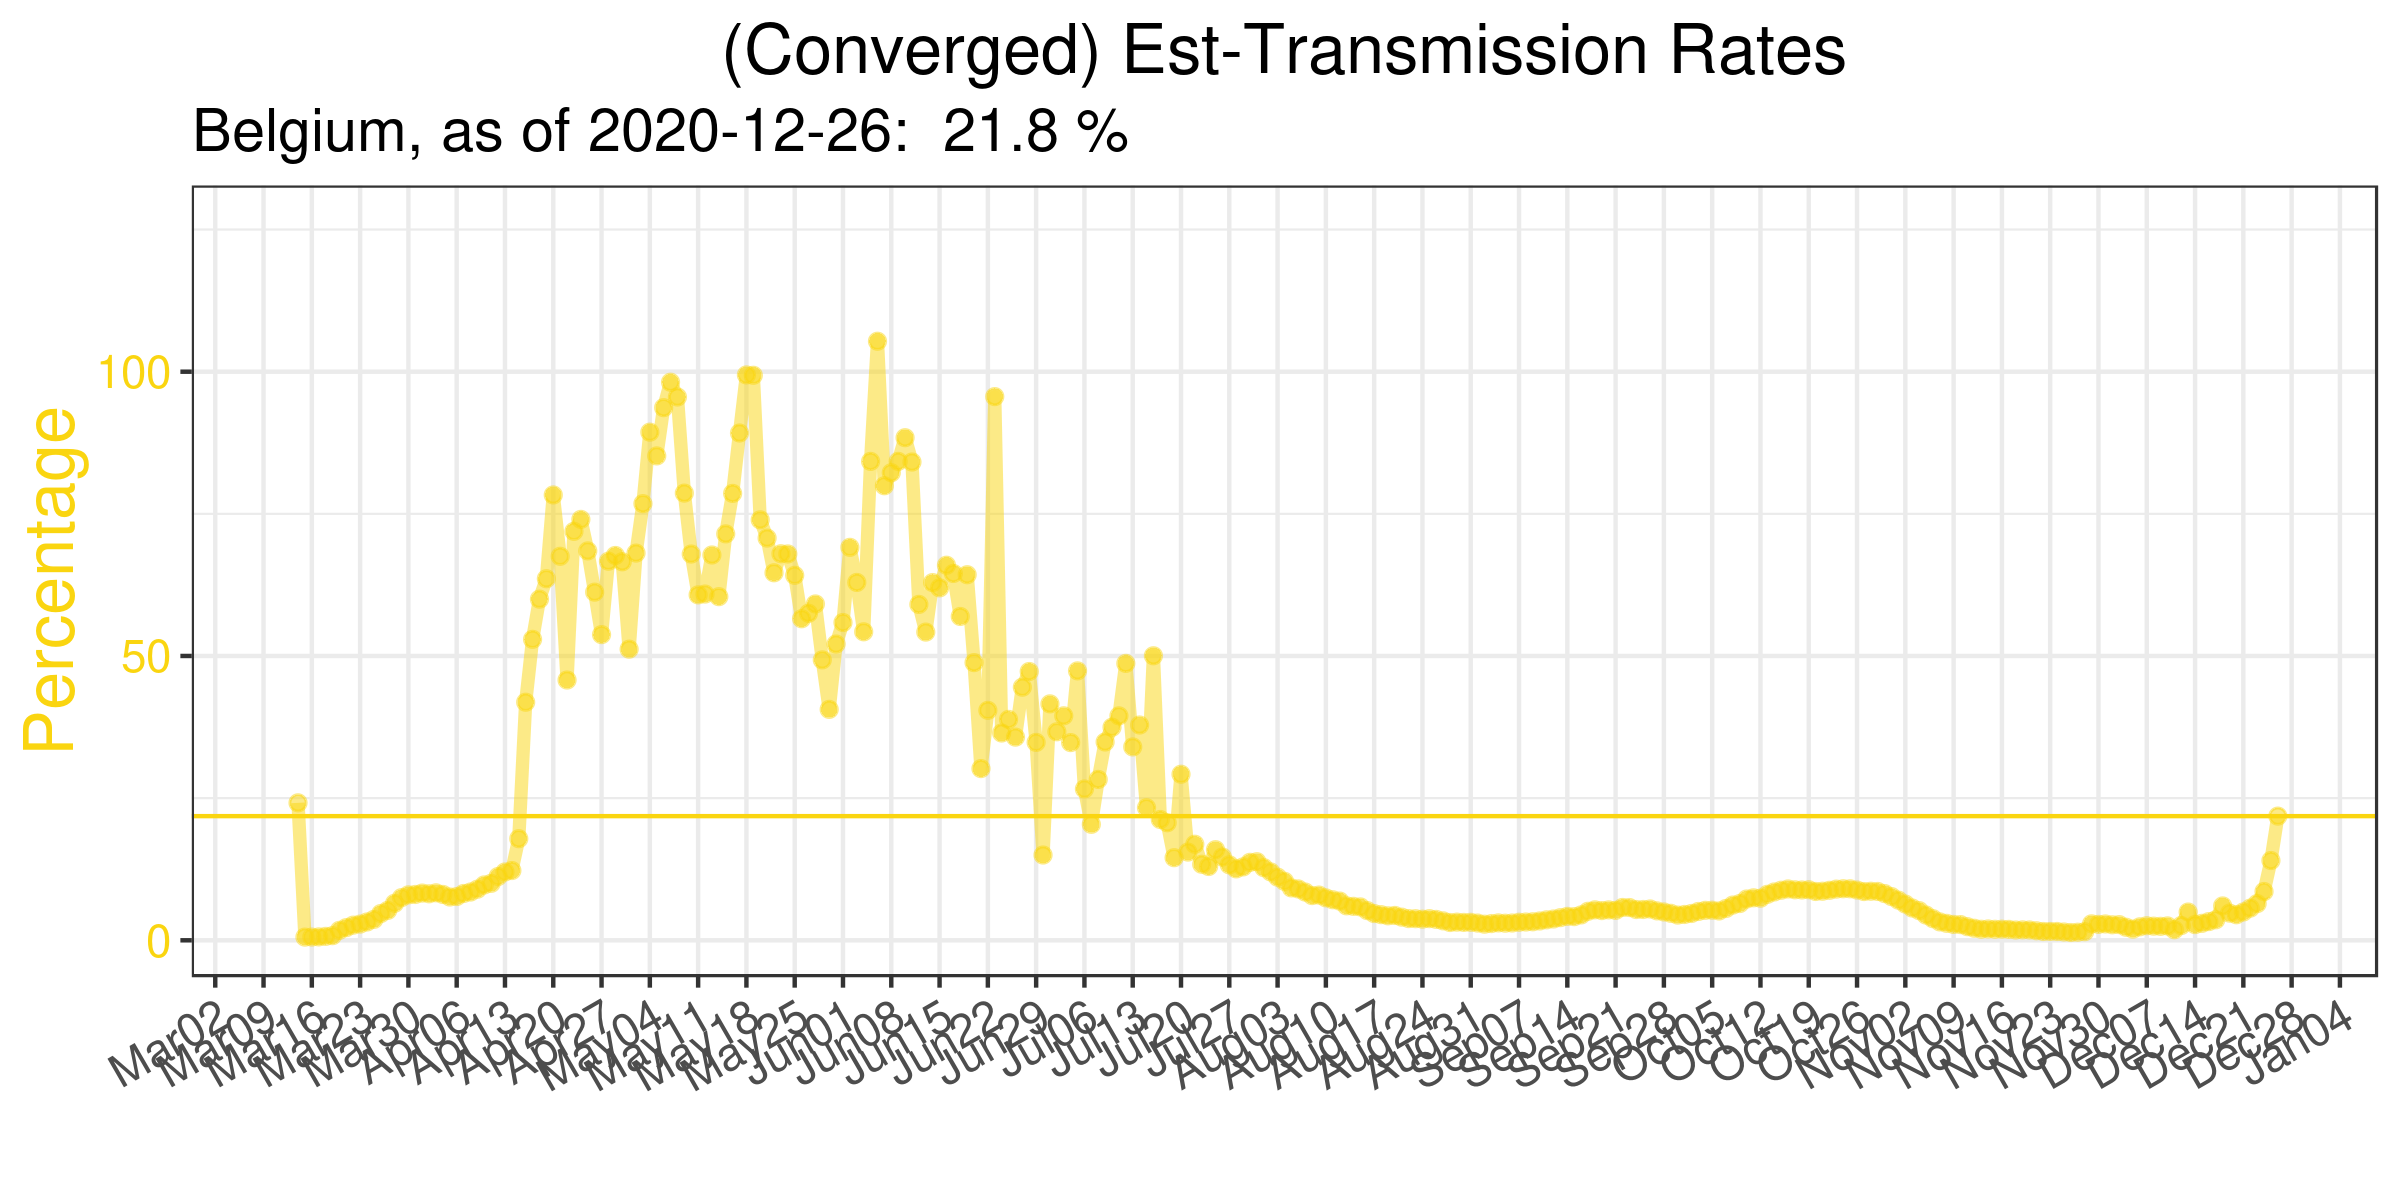 (Converged) Est-Transmission Rates
Belgium, as of 2020-12-26:  21.8 %
Percentage
100
50
0
Mar02
Mar09
Mar16
Mar23
Mar30
Apr06
Apr13
Apr20
Apr27
May04
May11
May18
May25
Jun01
Jun08
Jun15
Jun22
Jun29
Jul06
Jul13
Jul20
Jul27
Aug03
Aug10
Aug17
Aug24
Aug31
Sep07
Sep14
Sep21
Sep28
Oct05
Oct12
Oct19
Oct26
Nov02
Nov09
Nov16
Nov23
Nov30
Dec07
Dec14
Dec21
Dec28
Jan04